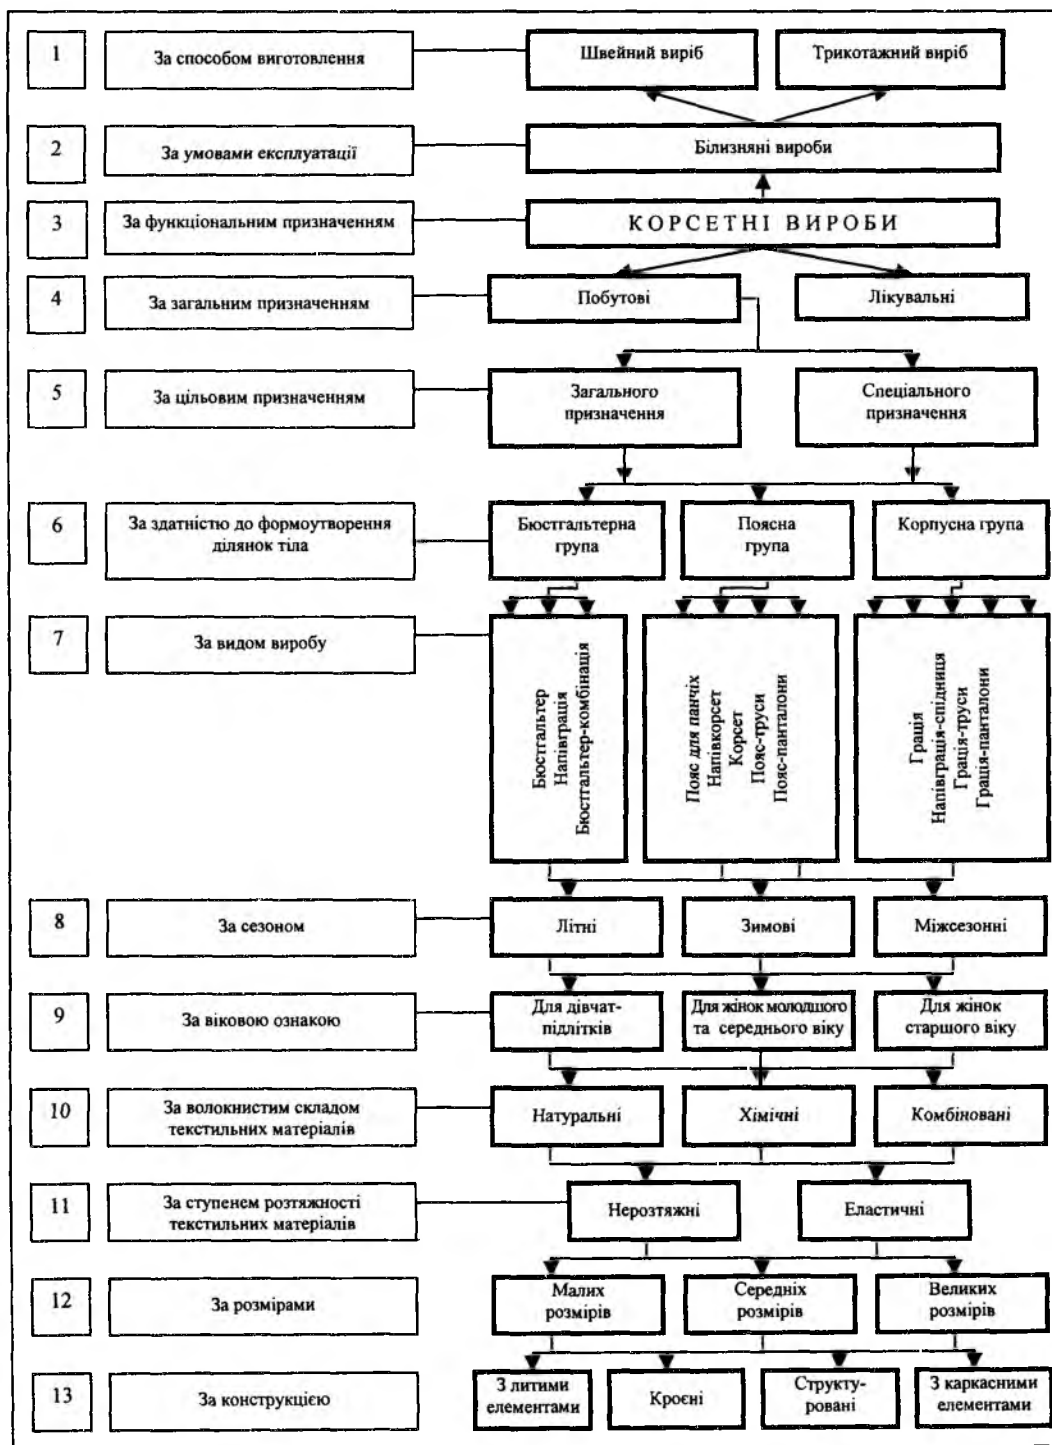 1
За способом виготовлення
Швейний виріб
Трикотажний виріб
2
За умовами експлуатації
Білизняні вироби
3
За функціональним призначенням
КОРСЕТНІ ВИРОБИ
4
За загальним призначенням
Побутові
Лікувальні
5
За цільовим призначенням
Загального
призначення
Спеціального
призначення
6
За здатністю до формоутворення
ділянок тіла
Бюстгальтерна
група
Поясна
група
Корпусна група
7
За видом виробу
Бюстгальтер
Напівграція
Бюстгальтер-комбінація
Пояс для панчіх
Напівкорсет
Корсет
Пояс-труси
Пояс-панталони
Грація
Напівграція-спідниця
Грація-труси
Грація-панталони
8
За сезоном
Літні
Зимові
Міжсезонні
9
За віковою ознакою
Для дівчат-
підлітків
Для жінок молодшого
та середнього віку
Для жінок
старшого віку
10
За волокнистим складом
текстильних матеріалів
Натуральні
Хімічні
Комбіновані
11
За ступенем розтяжності
текстильних матеріалів
Нерозтяжні
Еластичні
12
За розмірами
Малих
розмірів
Середніх
розмірів
Великих
розмірів
13
За конструкцією
З литими
елементами
Кроєні
Структу-
ровані
З каркасними
елементами